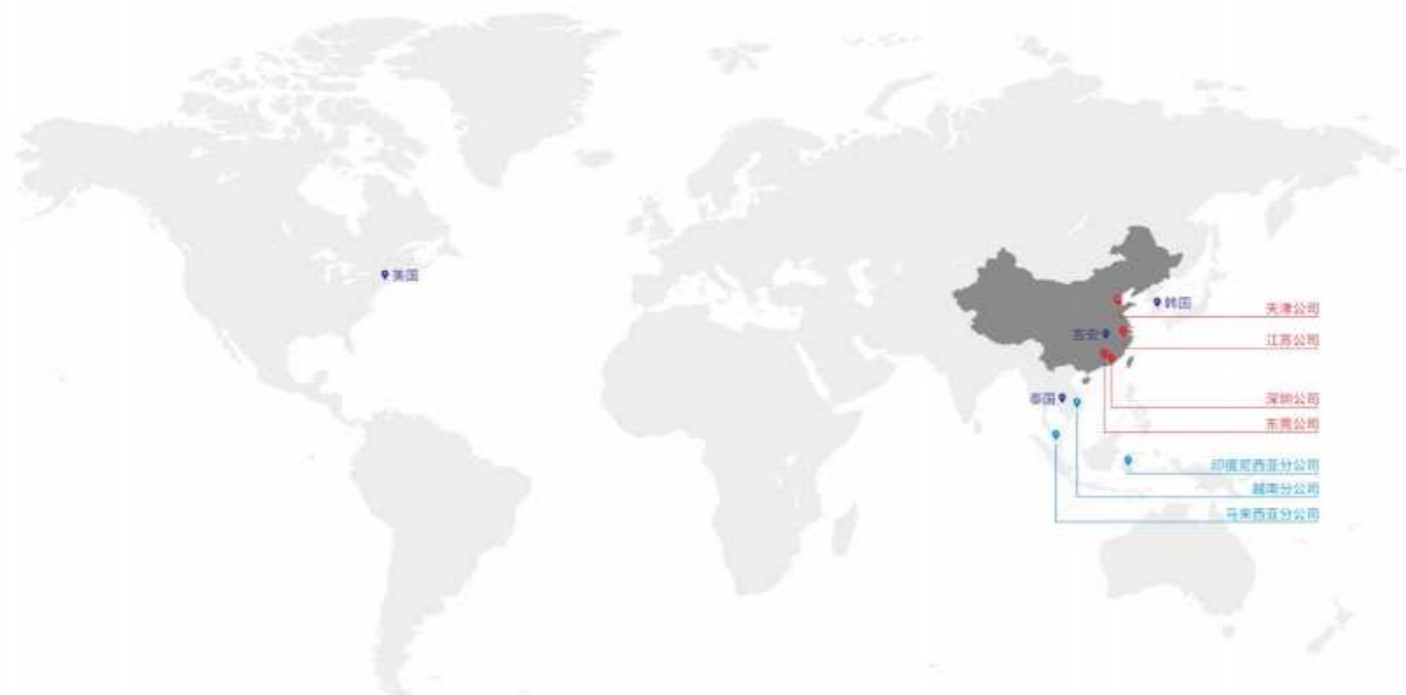 美国
韩国
天津公司
吉安
江苏公司
泰国
深圳公司
东莞公司
印度尼西亚分公司
越南分公司
马来西亚分公司